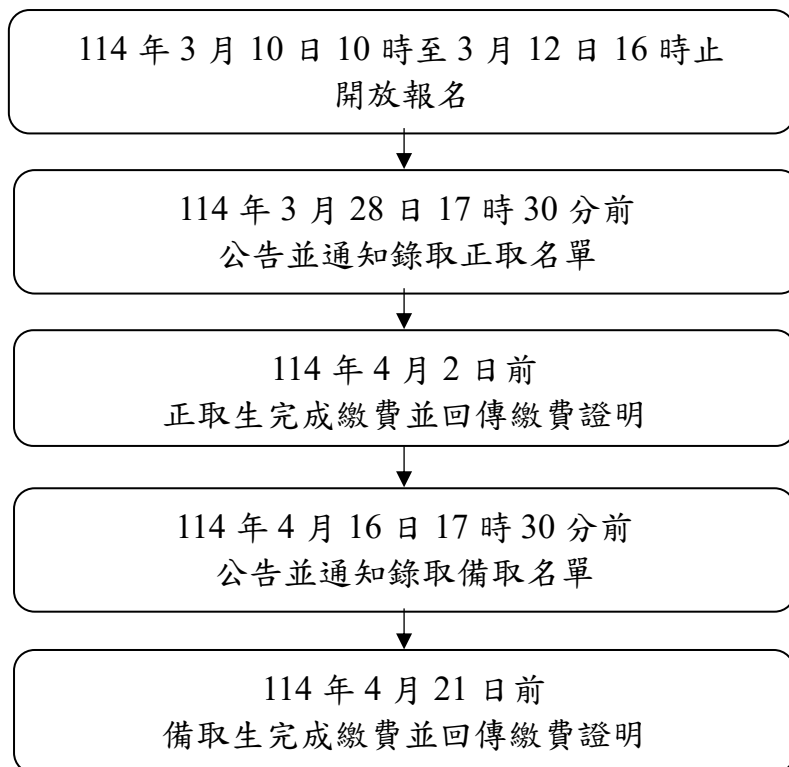 114 年 3 月 10 日 10 時至 3 月 12 日 16 時止
開放報名
114 年 3 月 28 日 17 時 30 分前
公告並通知錄取正取名單
114 年 4 月 2 日前
正取生完成繳費並回傳繳費證明
114 年 4 月 16 日 17 時 30 分前
公告並通知錄取備取名單
114 年 4 月 21 日前
備取生完成繳費並回傳繳費證明